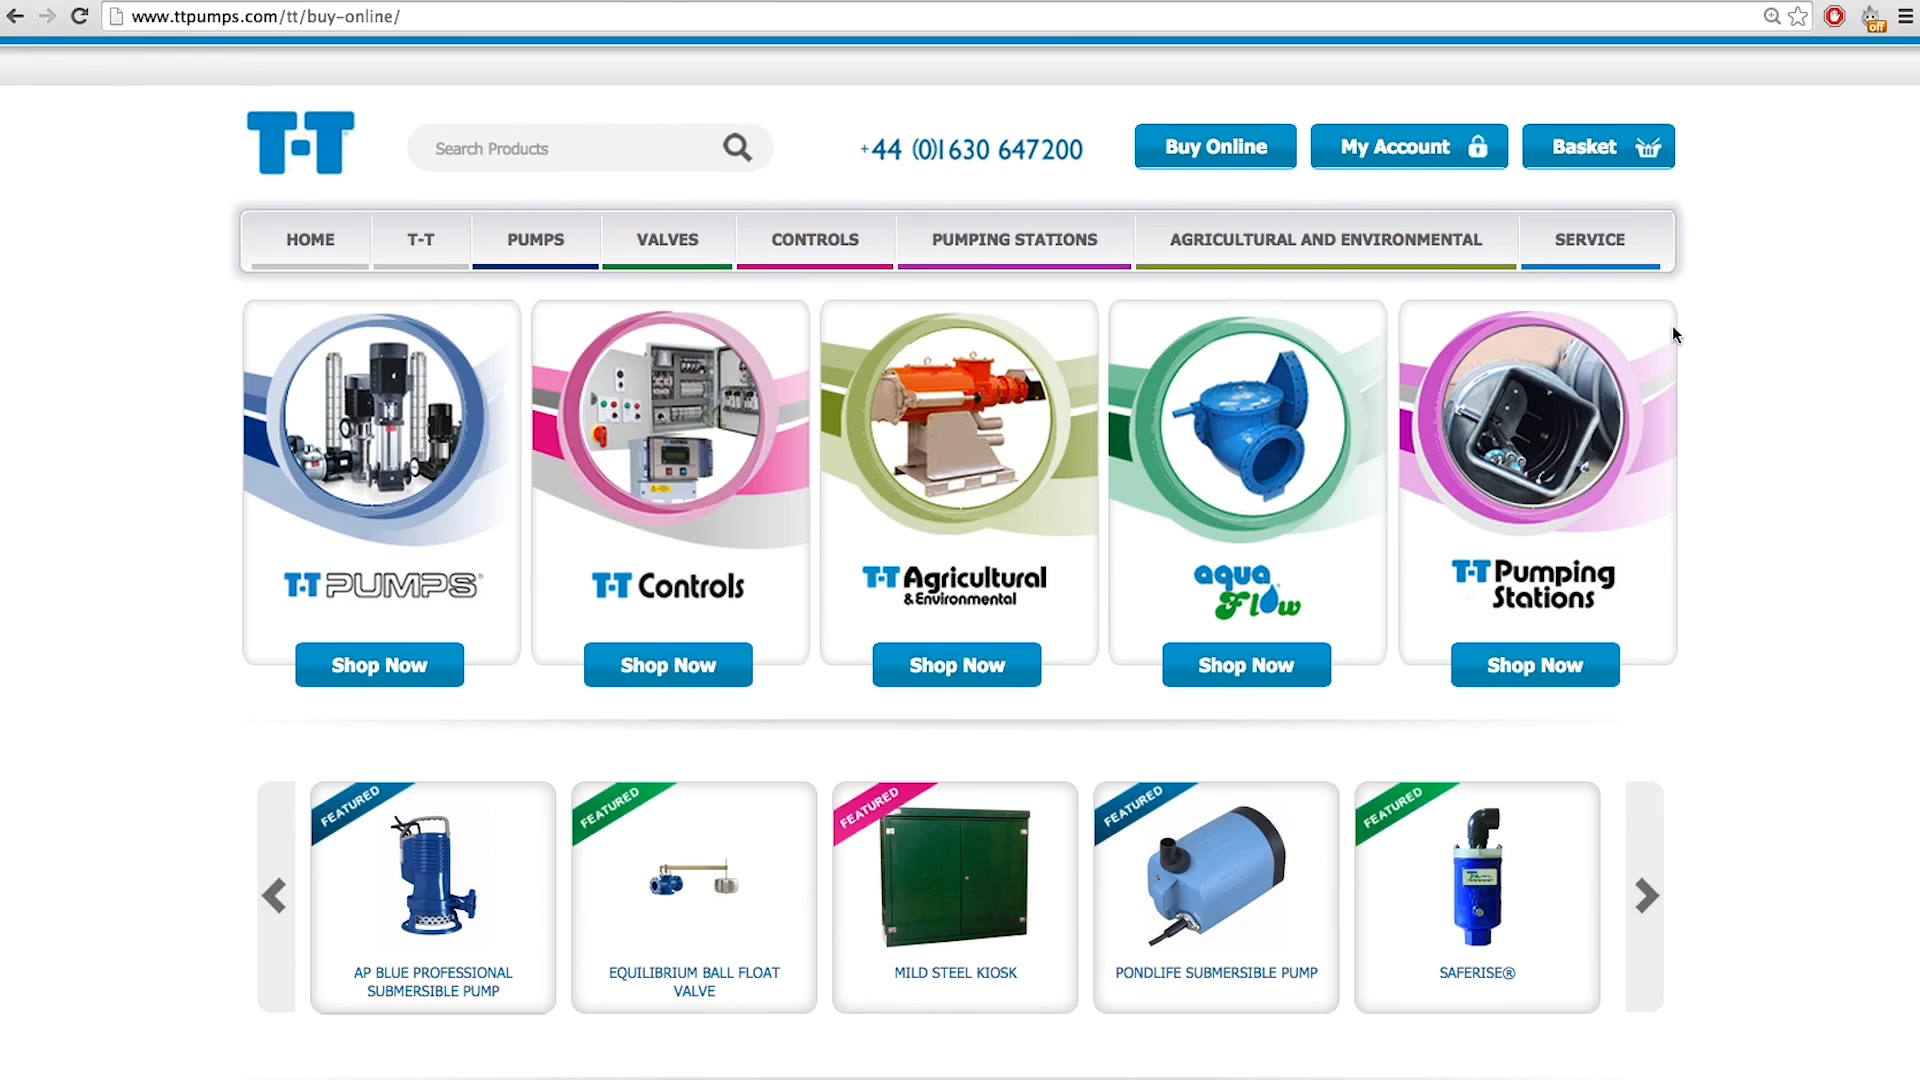 www.ttpumps.com/tt/buy-online/
off
T-T
Search Products
+44 (0)1630 647200
Buy Online
My Account
Basket
HOME
T-T
PUMPS
VALVES
CONTROLS
PUMPING STATIONS
AGRICULTURAL AND ENVIRONMENTAL
SERVICE
T-T PUMPS
T-T Controls
T-T Agricultural
& Environmental
aqua
Flow
T-T Pumping
Stations
Shop Now
Shop Now
Shop Now
Shop Now
Shop Now
FEATURED
FEATURED
FEATURED
FEATURED
FEATURED
AP BLUE PROFESSIONAL
SUBMERSIBLE PUMP
EQUILIBRIUM BALL FLOAT
VALVE
MILD STEEL KIOSK
PONDLIFE SUBMERSIBLE PUMP
SAFERISE®